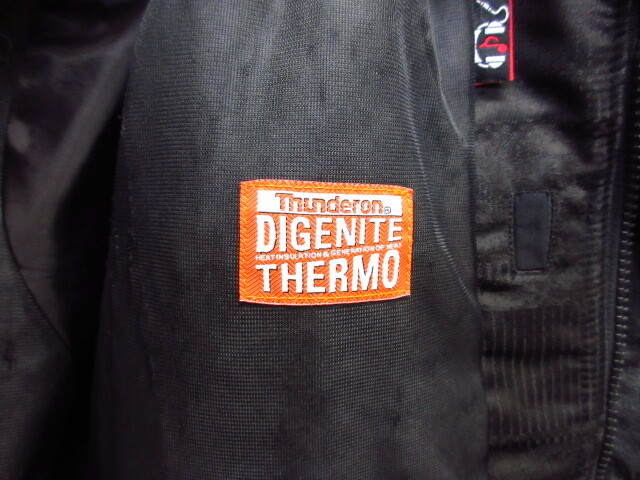 Thunderon®
DIGENITE
HEAT INSULATION & GENERATION OF HEAT
THERMO